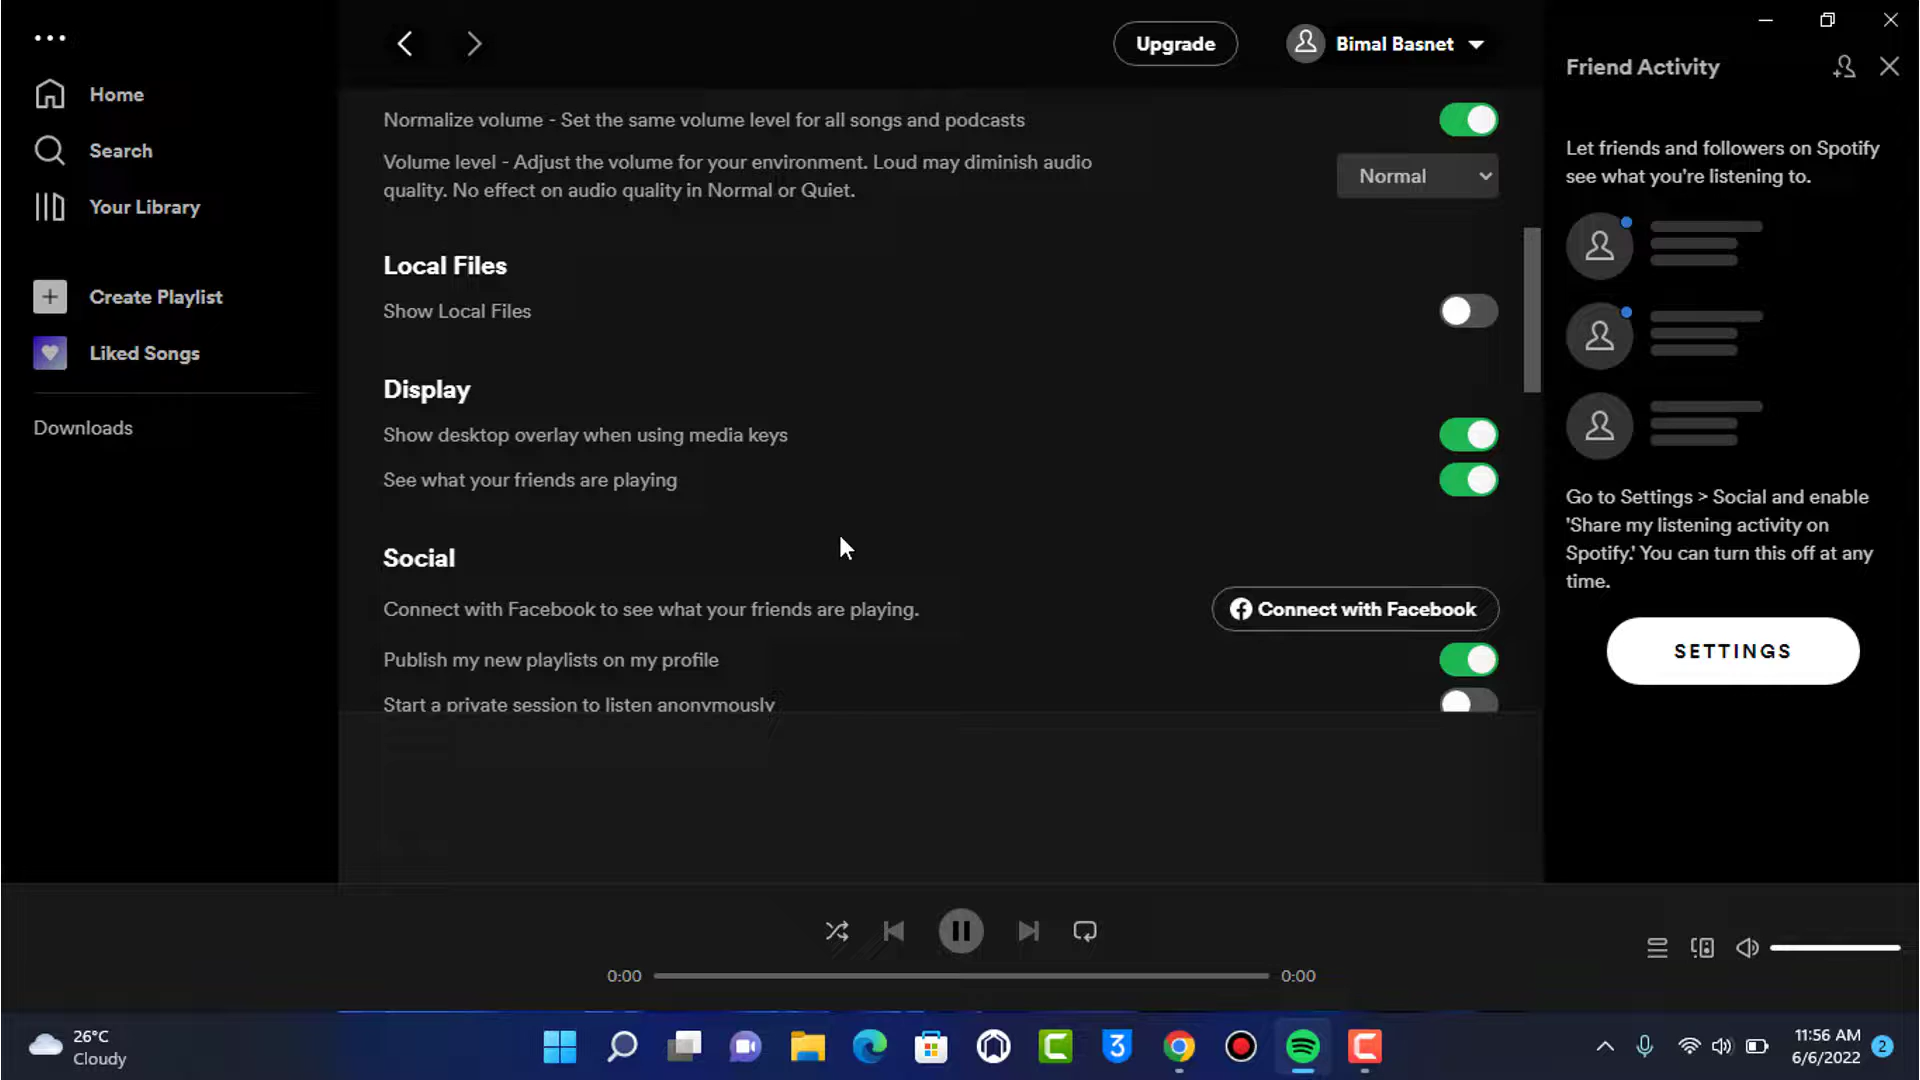 Home
Search
Your Library
Create Playlist
Liked Songs
Downloads
Upgrade
Bimal Basnet
Normalize volume - Set the same volume level for all songs and podcasts
Volume level - Adjust the volume for your environment. Loud may diminish audio
quality. No effect on audio quality in Normal or Quiet.
Normal
Local Files
Show Local Files
Display
Show desktop overlay when using media keys
See what your friends are playing
Social
Connect with Facebook to see what your friends are playing.
Connect with Facebook
Publish my new playlists on my profile
Start a private session to listen anonymously
Friend Activity
Let friends and followers on Spotify
see what you're listening to.
Go to Settings > Social and enable
'Share my listening activity on
Spotify.' You can turn this off at any
time.
SETTINGS
0:00
0:00
26°C
Cloudy
3
11:56 AM
6/6/2022
2